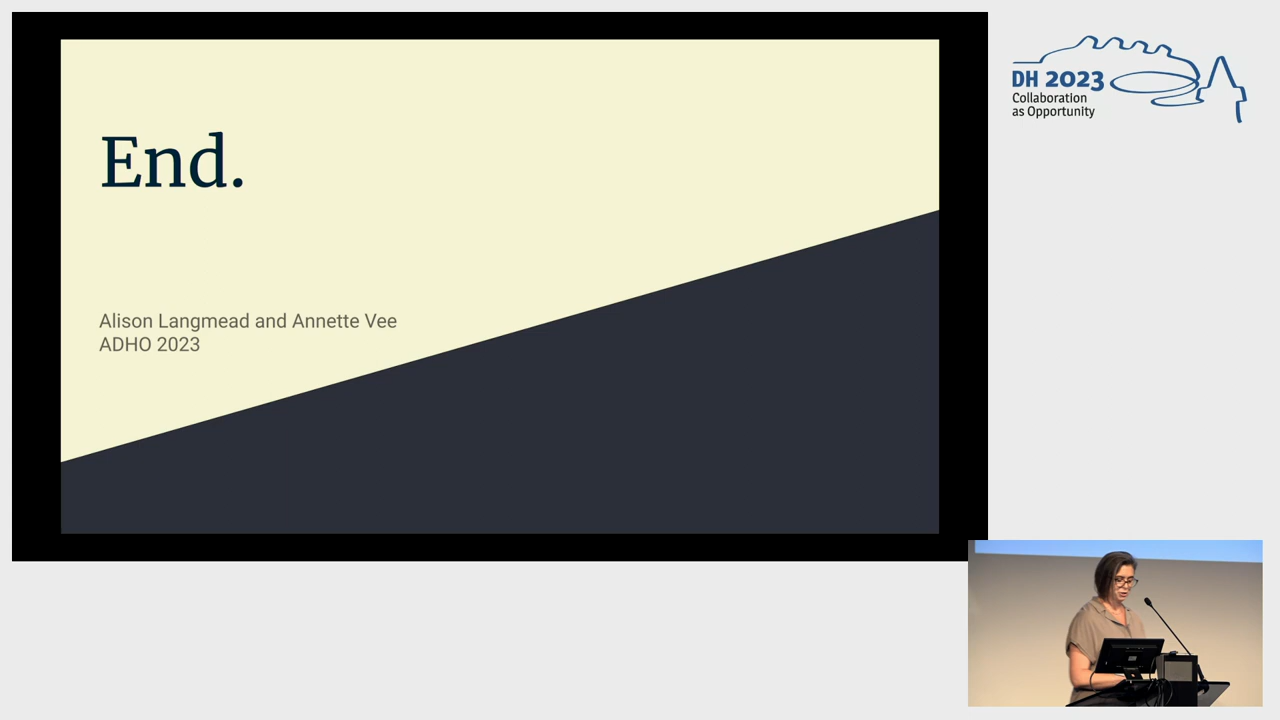 End.
Alison Langmead and Annette Vee
ADHO 2023
DH 2023
Collaboration
as Opportunity